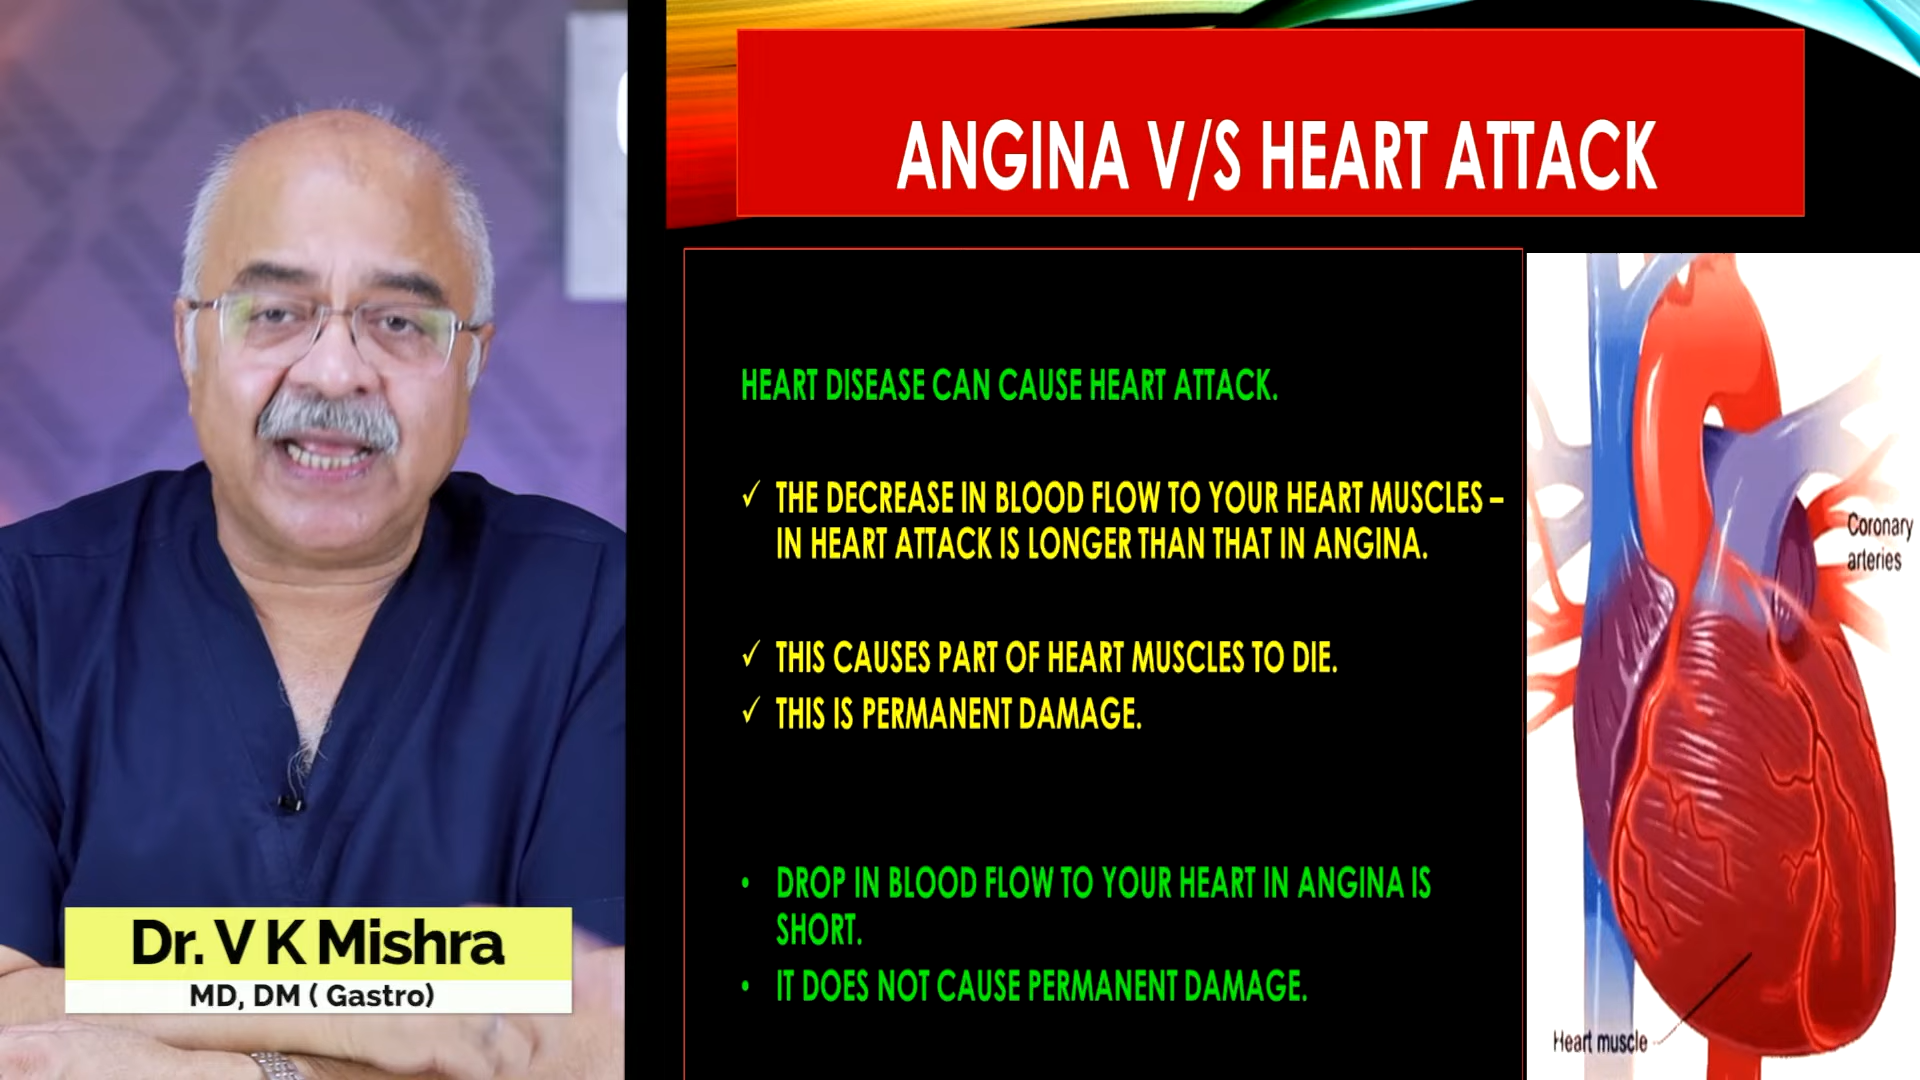 ANGINA V/S HEART ATTACK
HEART DISEASE CAN CAUSE HEART ATTACK.
✓ THE DECREASE IN BLOOD FLOW TO YOUR HEART MUSCLES –
IN HEART ATTACK IS LONGER THAN THAT IN ANGINA.
✓ THIS CAUSES PART OF HEART MUSCLES TO DIE.
✓ THIS IS PERMANENT DAMAGE.
• DROP IN BLOOD FLOW TO YOUR HEART IN ANGINA IS
SHORT.
• IT DOES NOT CAUSE PERMANENT DAMAGE.
Coronary
arteries
Heart muscle
Dr. V K Mishra
MD, DM ( Gastro)